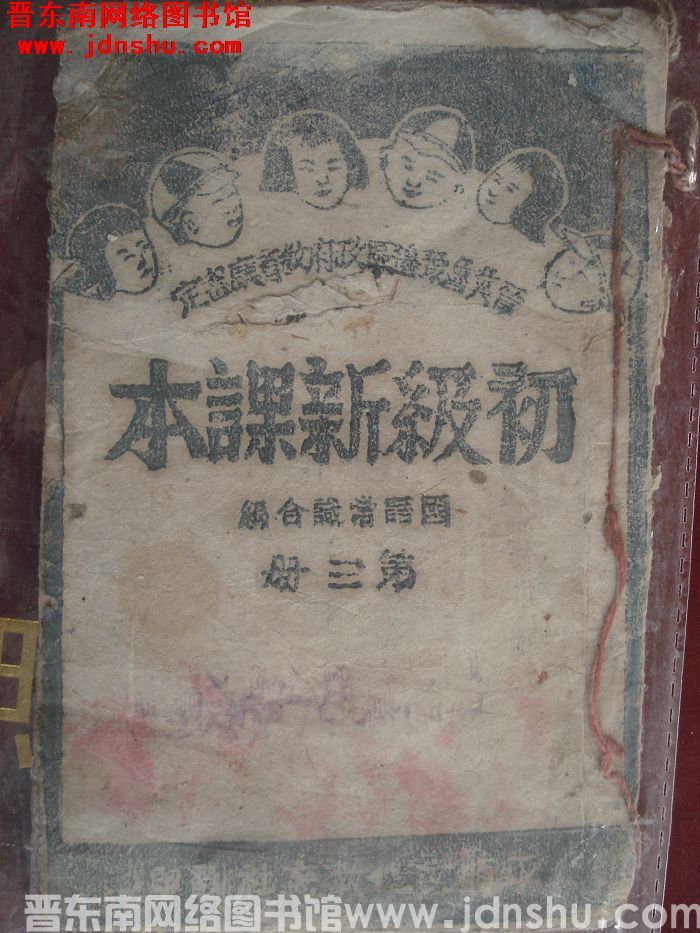 晋东南网络图书馆
www.jdnshu.com
晉冀魯豫邊區政府教育廳審定
初級新課本
國語常識合編
第三册
晋东南网络图书馆www.jdnshu.com